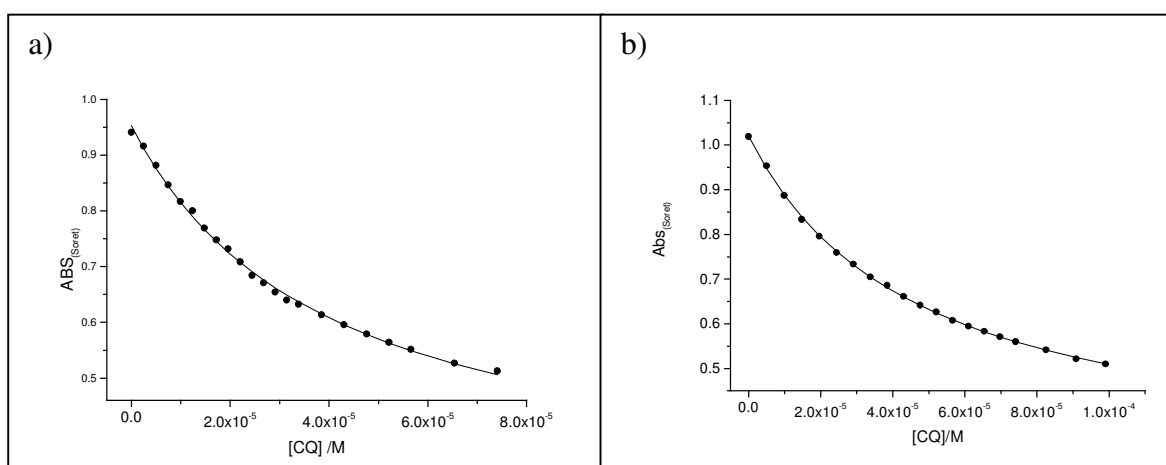 a)
1.0
0.9
0.8
0.7
0.6
0.5
ABS(Soret)
0.0
2.0x10⁻⁵
4.0x10⁻⁵
6.0x10⁻⁵
8.0x10⁻⁵
[CQ] /M
b)
1.1
1.0
0.9
0.8
0.7
0.6
0.5
Abs(Soret)
0.0
2.0x10⁻⁵
4.0x10⁻⁵
6.0x10⁻⁵
8.0x10⁻⁵
1.0x10⁻⁴
[CQ]/M